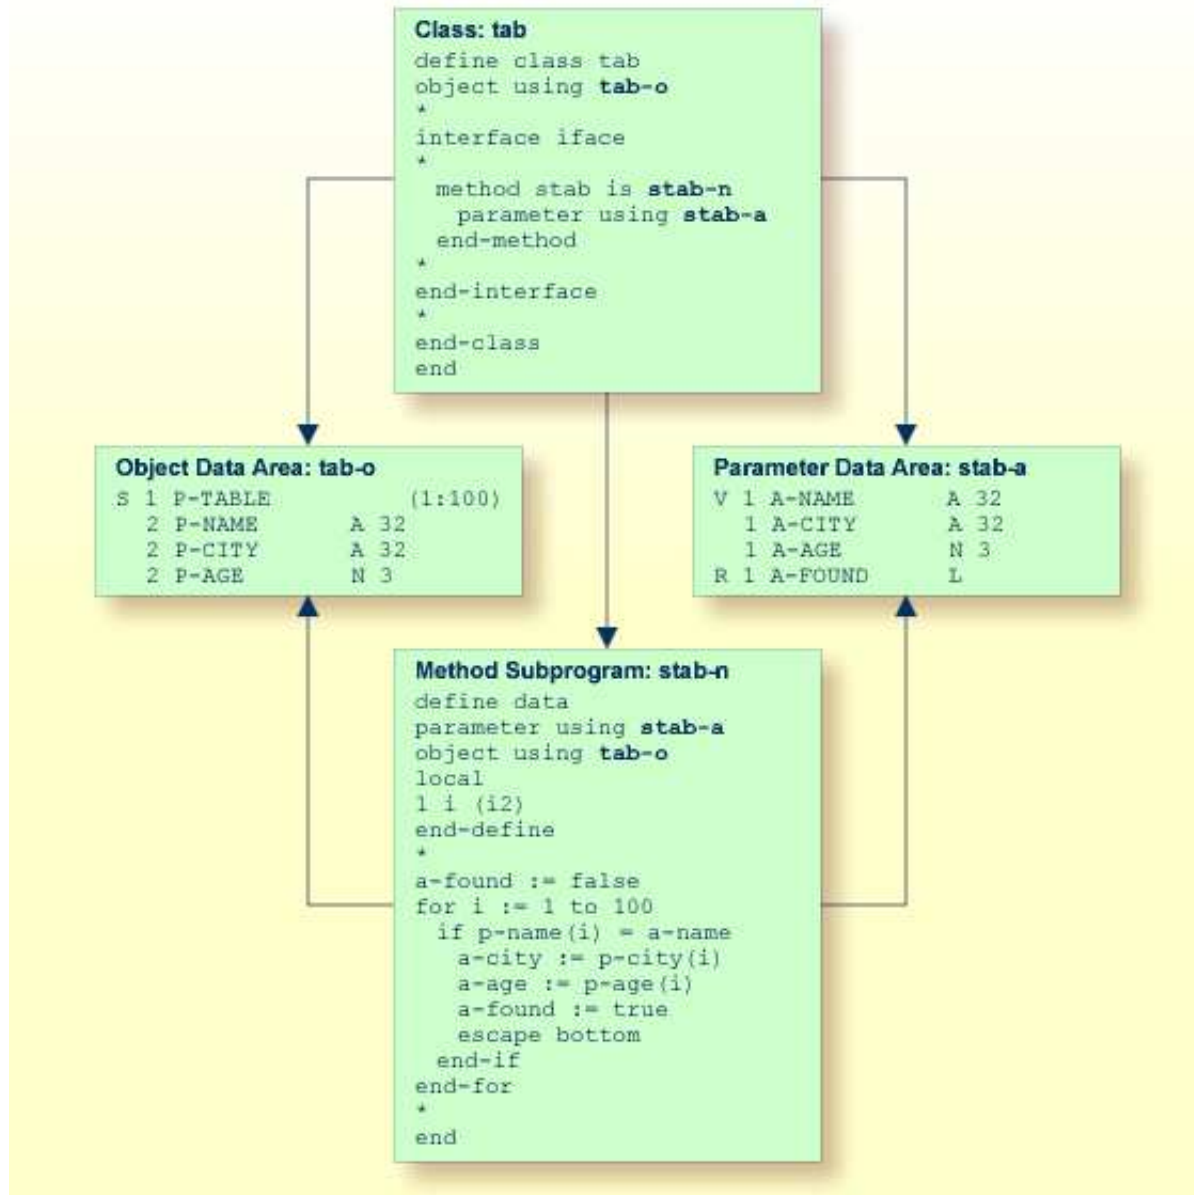 Class: tab
define class tab
object using tab-o
*
interface iface
*
method stab is stab-n
parameter using stab-a
end-method
*
end-interface
*
end-class
end
Object Data Area: tab-o
S 1 P-TABLE (1:100)
2 P-NAME A 32
2 P-CITY A 32
2 P-AGE N 3
Parameter Data Area: stab-a
V 1 A-NAME A 32
1 A-CITY A 32
1 A-AGE N 3
R 1 A-FOUND L
Method Subprogram: stab-n
define data
parameter using stab-a
object using tab-o
local
1 i (i2)
end-define
*
a-found := false
for i := 1 to 100
if p-name(i) = a-name
a-city := p-city(i)
a-age := p-age(i)
a-found := true
escape bottom
end-if
end-for
*
end